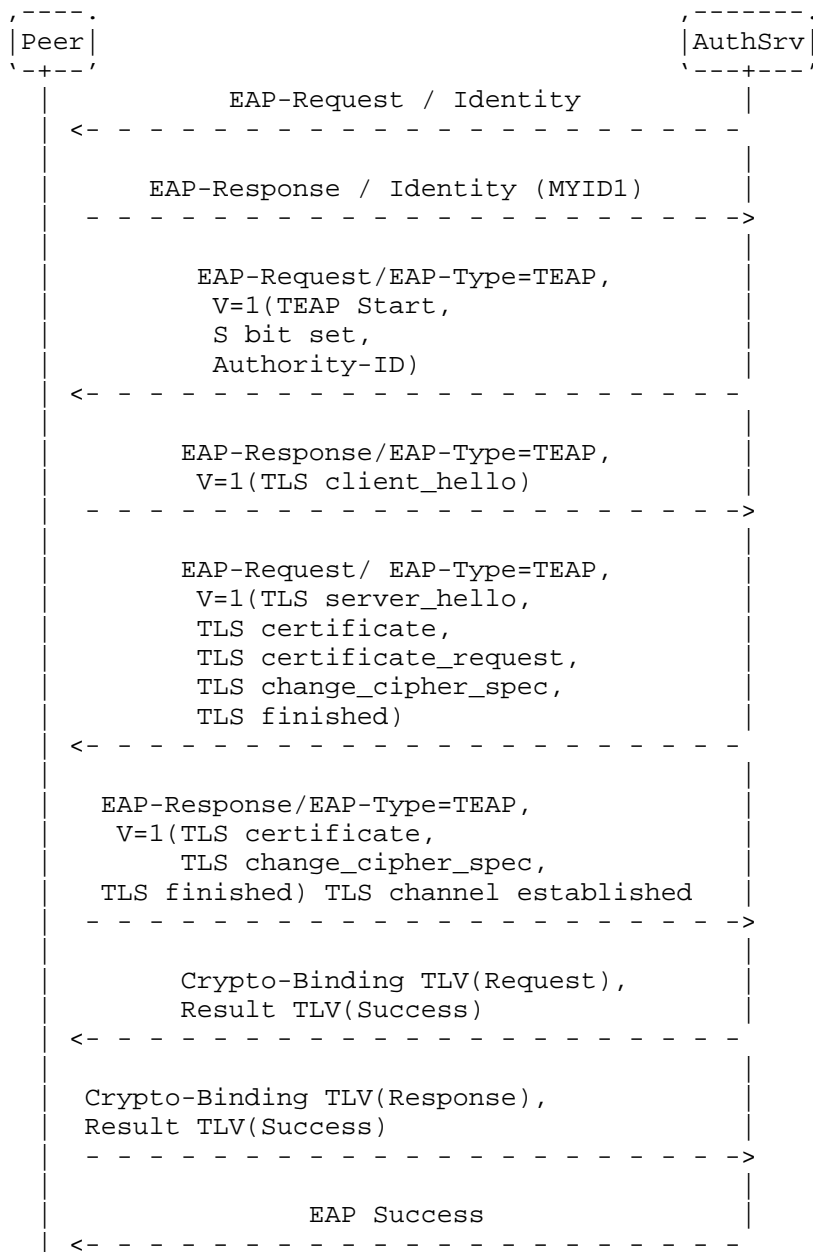 Peer AuthSrv
EAP-Request / Identity
EAP-Response / Identity (MYID1)
EAP-Request/EAP-Type=TEAP,
V=1(TEAP Start,
S bit set,
Authority-ID)
EAP-Response/EAP-Type=TEAP,
V=1(TLS client_hello)
EAP-Request/ EAP-Type=TEAP,
V=1(TLS server_hello,
TLS certificate,
TLS certificate_request,
TLS change_cipher_spec,
TLS finished)
EAP-Response/EAP-Type=TEAP,
V=1(TLS certificate,
TLS change_cipher_spec,
TLS finished) TLS channel established
Crypto-Binding TLV(Request),
Result TLV(Success)
Crypto-Binding TLV(Response),
Result TLV(Success)
EAP Success